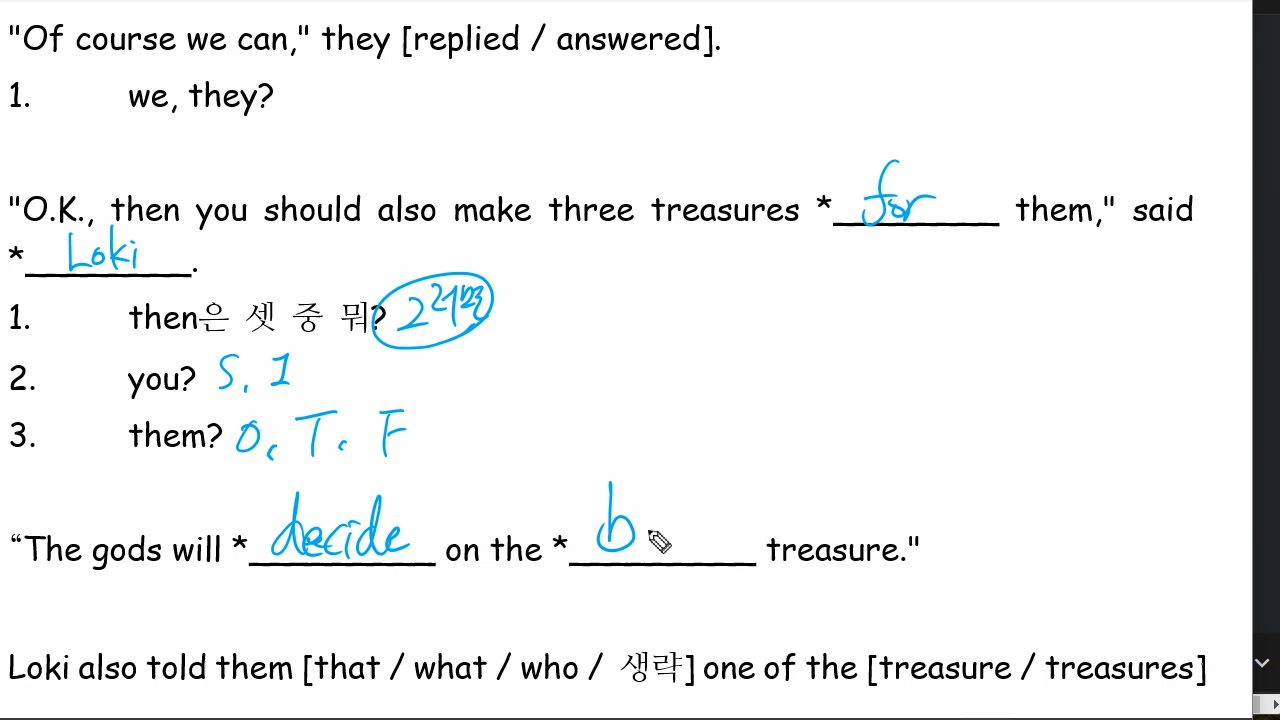 "Of course we can," they [replied / answered].
1. we, they?
"O.K., then you should also make three treasures *for them," said
*Loki.
1. then은 셋 중 뭐? 2
2. you? S. 1
3. them? O. T. F
“The gods will *decide on the *b treasure."
Loki also told them [that / what / who / 생략] one of the [treasure / treasures]